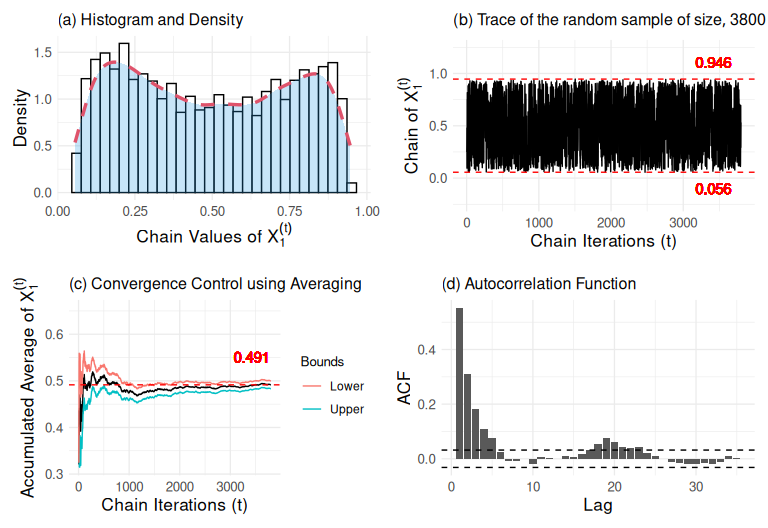 (a) Histogram and Density
1.5
1.0
0.5
0.0
Density
0.00 0.25 0.50 0.75 1.00
Chain Values of X₁⁽ᵗ⁾
(b) Trace of the random sample of size, 3800
0.946
1.0
0.5
0.0
Chain of X₁⁽ᵗ⁾
0.056
0 1000 2000 3000
Chain Iterations (t)
(c) Convergence Control using Averaging
0.6
0.5
0.4
0.3
Accumulated Average of X₁⁽ᵗ⁾
0.491
Bounds
Lower
Upper
0 1000 2000 3000
Chain Iterations (t)
(d) Autocorrelation Function
0.4
0.2
0.0
ACF
0 10 20 30
Lag